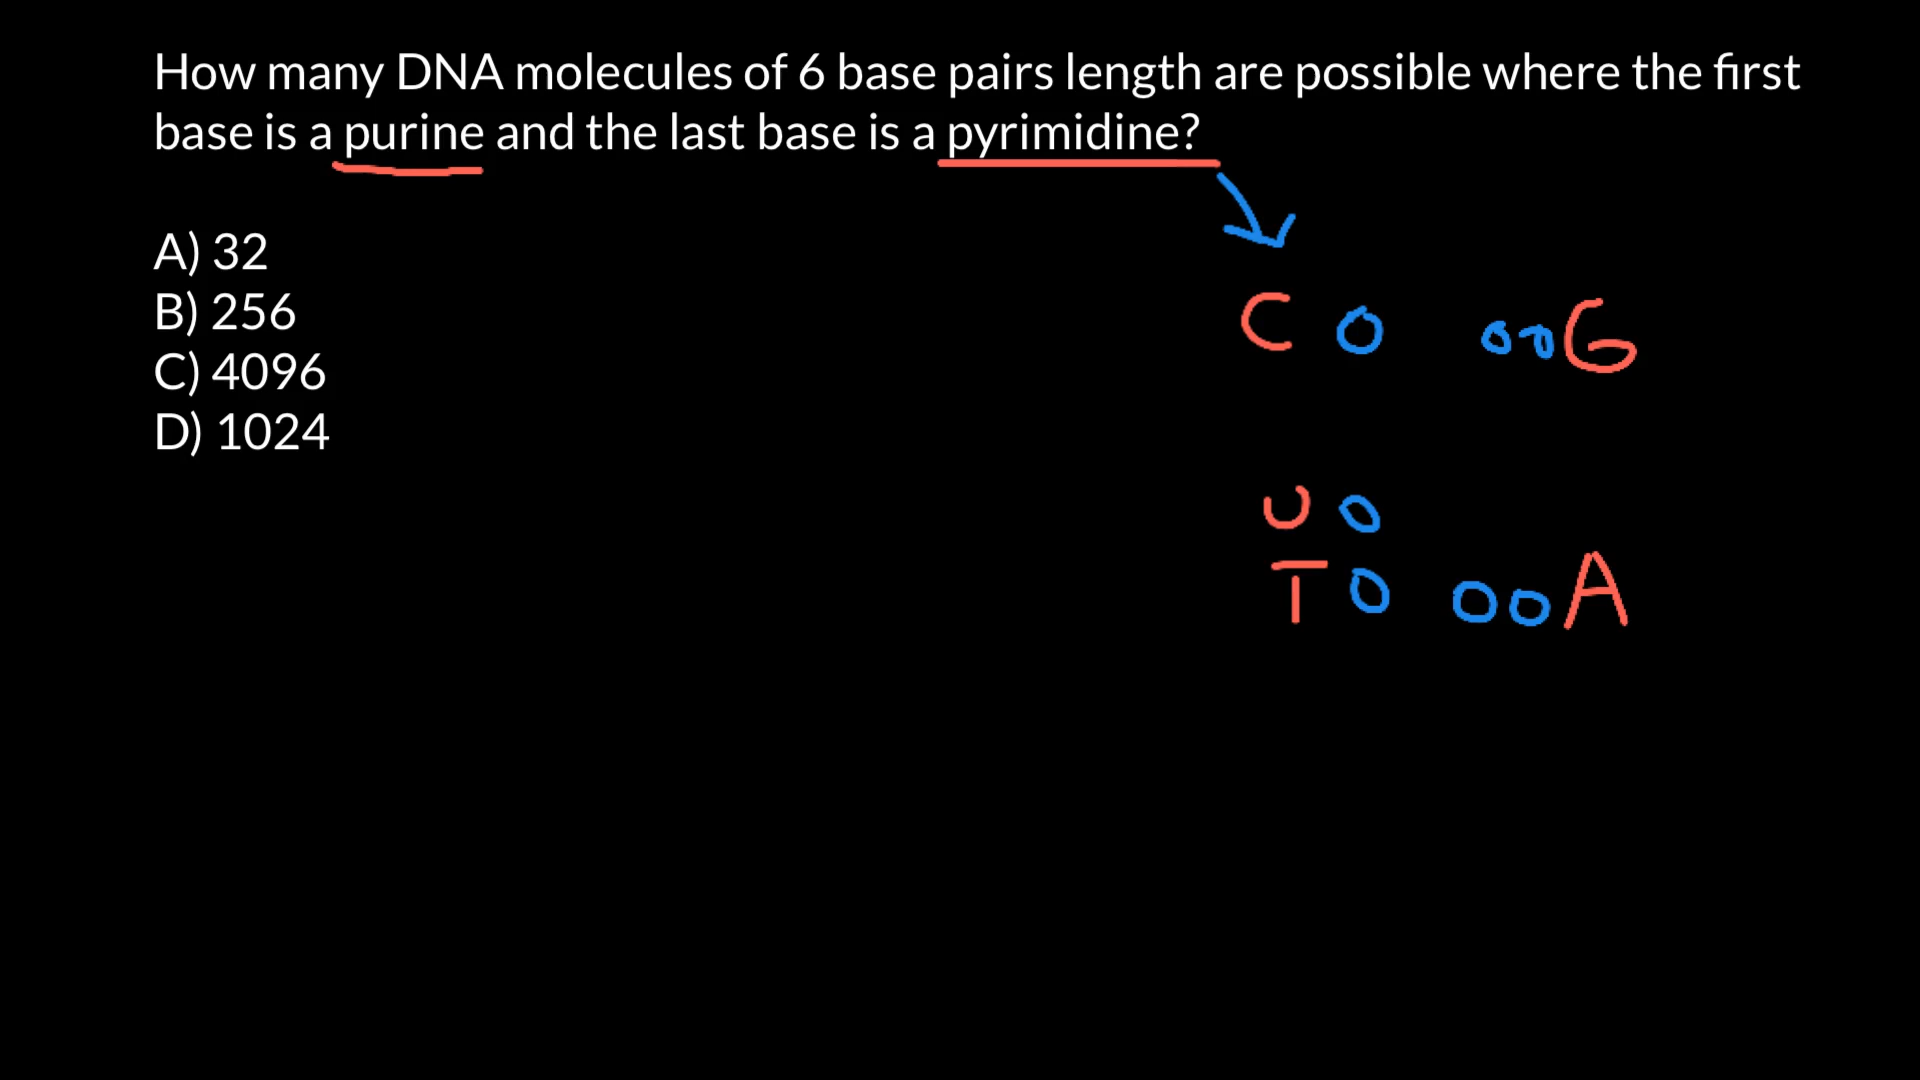 How many DNA molecules of 6 base pairs length are possible where the first
base is a purine and the last base is a pyrimidine?
A) 32
B) 256
C) 4096
D) 1024
C G
U
T A